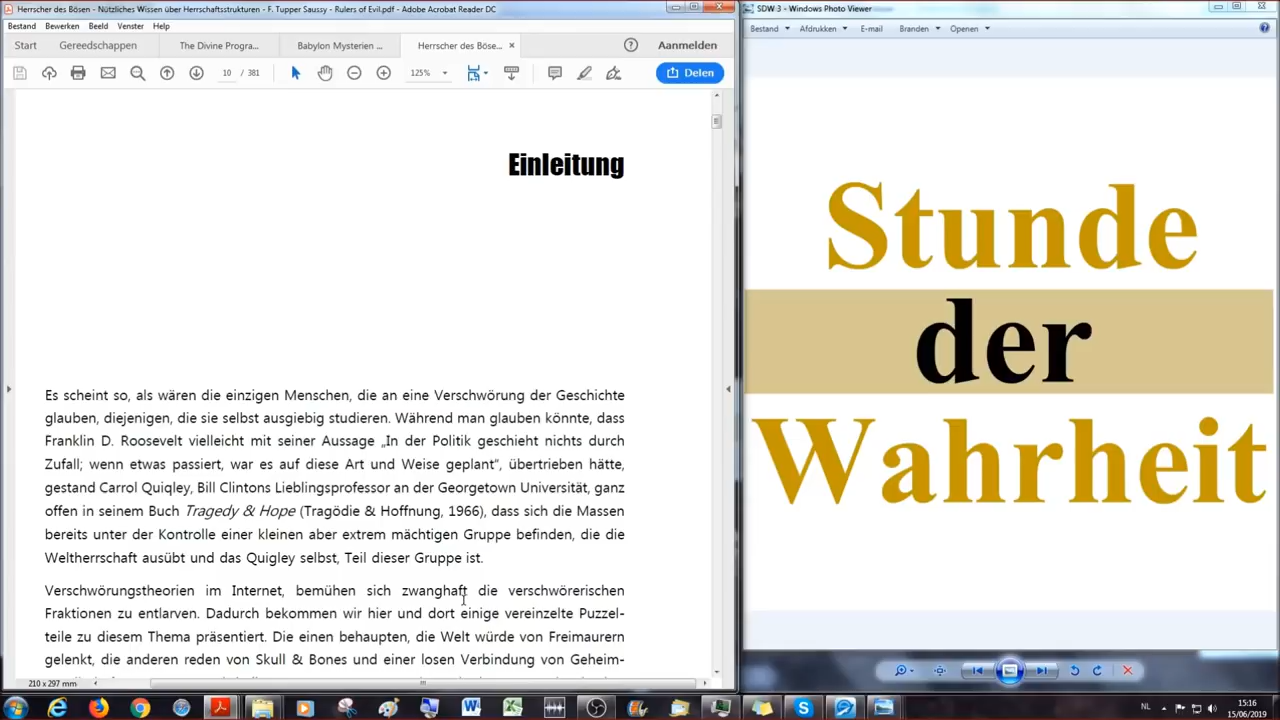 Herrscher des Bösen - Nützliches Wissen über Herrschaftsstrukturen - F. Tupper Saussy - Rulers of Evil.pdf - Adobe Acrobat Reader DC
Bestand Bewerken Beeld Venster Help
Start Gereedschappen The Divine Progra... Babylon Mysterien ... Herrscher des Böse... × Aanmelden
10 / 381 125% Delen
Einleitung
Es scheint so, als wären die einzigen Menschen, die an eine Verschwörung der Geschichte
glauben, diejenigen, die sie selbst ausgiebig studieren. Während man glauben könnte, dass
Franklin D. Roosevelt vielleicht mit seiner Aussage „In der Politik geschieht nichts durch
Zufall; wenn etwas passiert, war es auf diese Art und Weise geplant“, übertrieben hätte,
gestand Carrol Quiqley, Bill Clintons Lieblingsprofessor an der Georgetown Universität, ganz
offen in seinem Buch Tragedy & Hope (Tragödie & Hoffnung, 1966), dass sich die Massen
bereits unter der Kontrolle einer kleinen aber extrem mächtigen Gruppe befinden, die die
Weltherrschaft ausübt und das Quigley selbst, Teil dieser Gruppe ist.
Verschwörungstheorien im Internet, bemühen sich zwanghaft die verschwörerischen
Fraktionen zu entlarven. Dadurch bekommen wir hier und dort einige vereinzelte Puzzel-
teile zu diesem Thema präsentiert. Die einen behaupten, die Welt würde von Freimaurern
gelenkt, die anderen reden von Skull & Bones und einer losen Verbindung von Geheim-
210 x 297 mm
SDW 3 - Windows Photo Viewer
Bestand Afdrukken E-mail Branden Openen
Stunde
der
Wahrheit
NL 15:16
15/06/2019